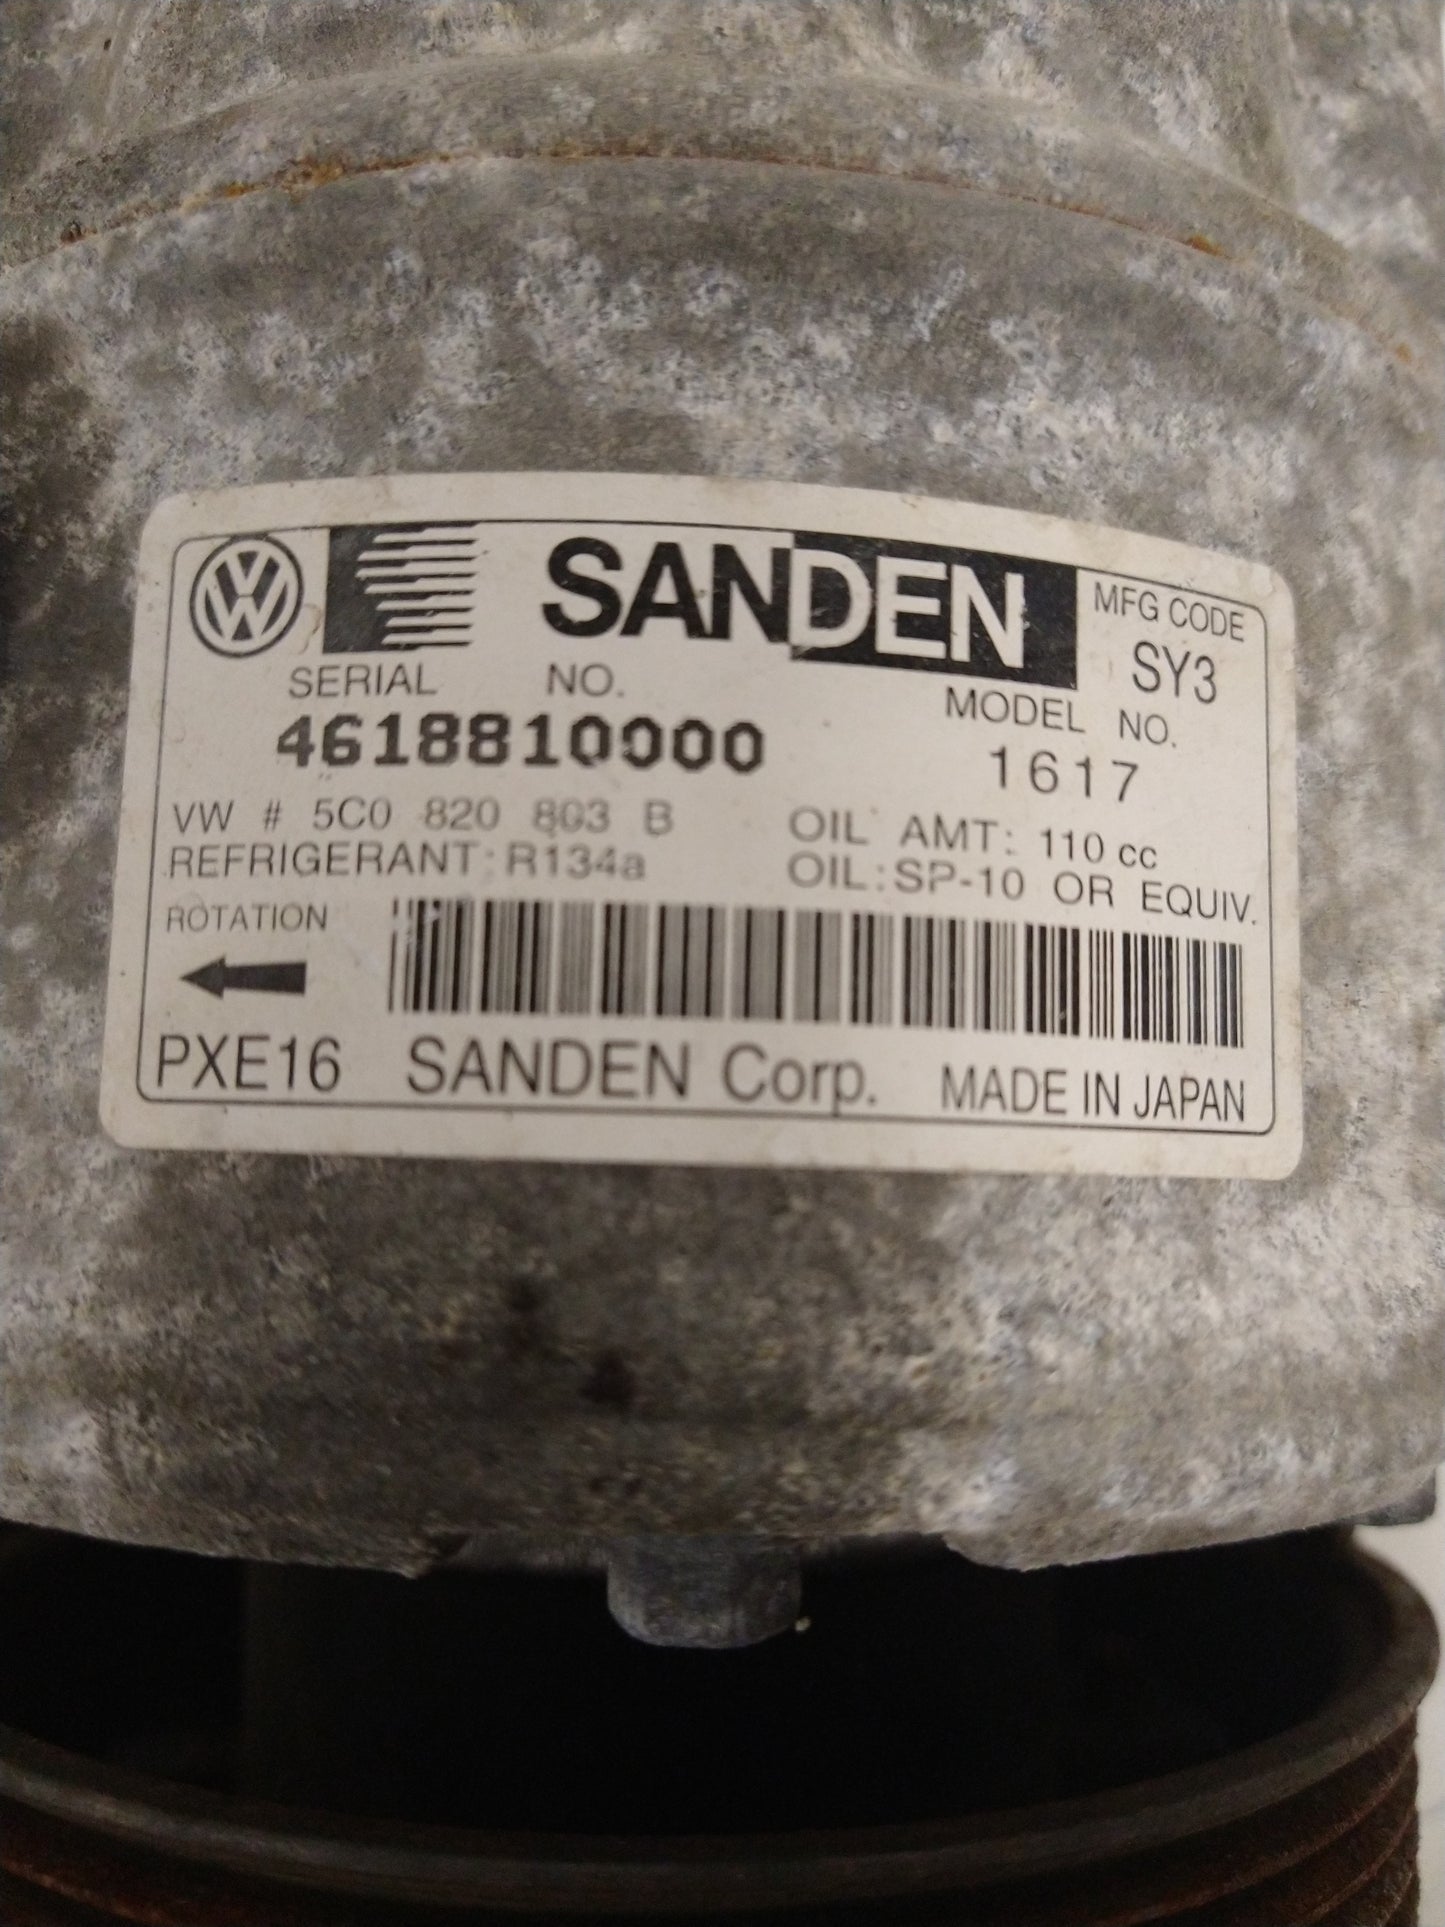 SANDEN
MFG CODE
SY3
SERIAL NO.
4618810000
MODEL NO.
1617
VW # 5C0 820 803 B
OIL AMT: 110 cc
REFRIGERANT: R134a
OIL: SP-10 OR EQUIV.
ROTATION
PXE16 SANDEN Corp. MADE IN JAPAN